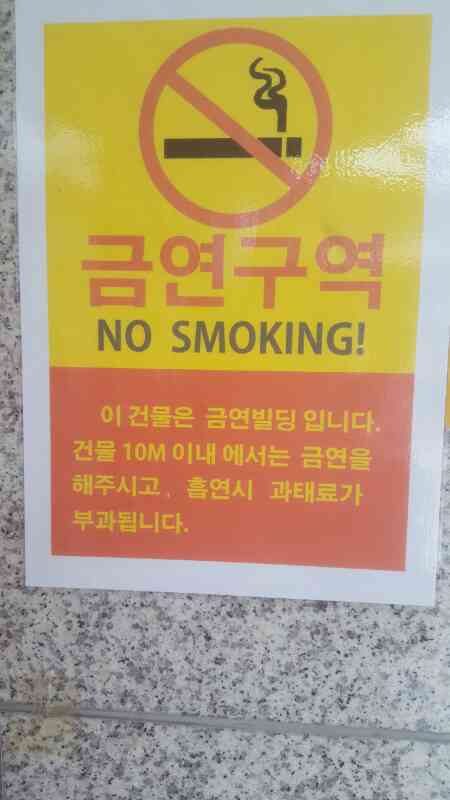 금연구역
NO SMOKING!
이 건물은 금연빌딩 입니다.
건물 10M 이내 에서는 금연을
해주시고, 흡연시 과태료가
부과됩니다.